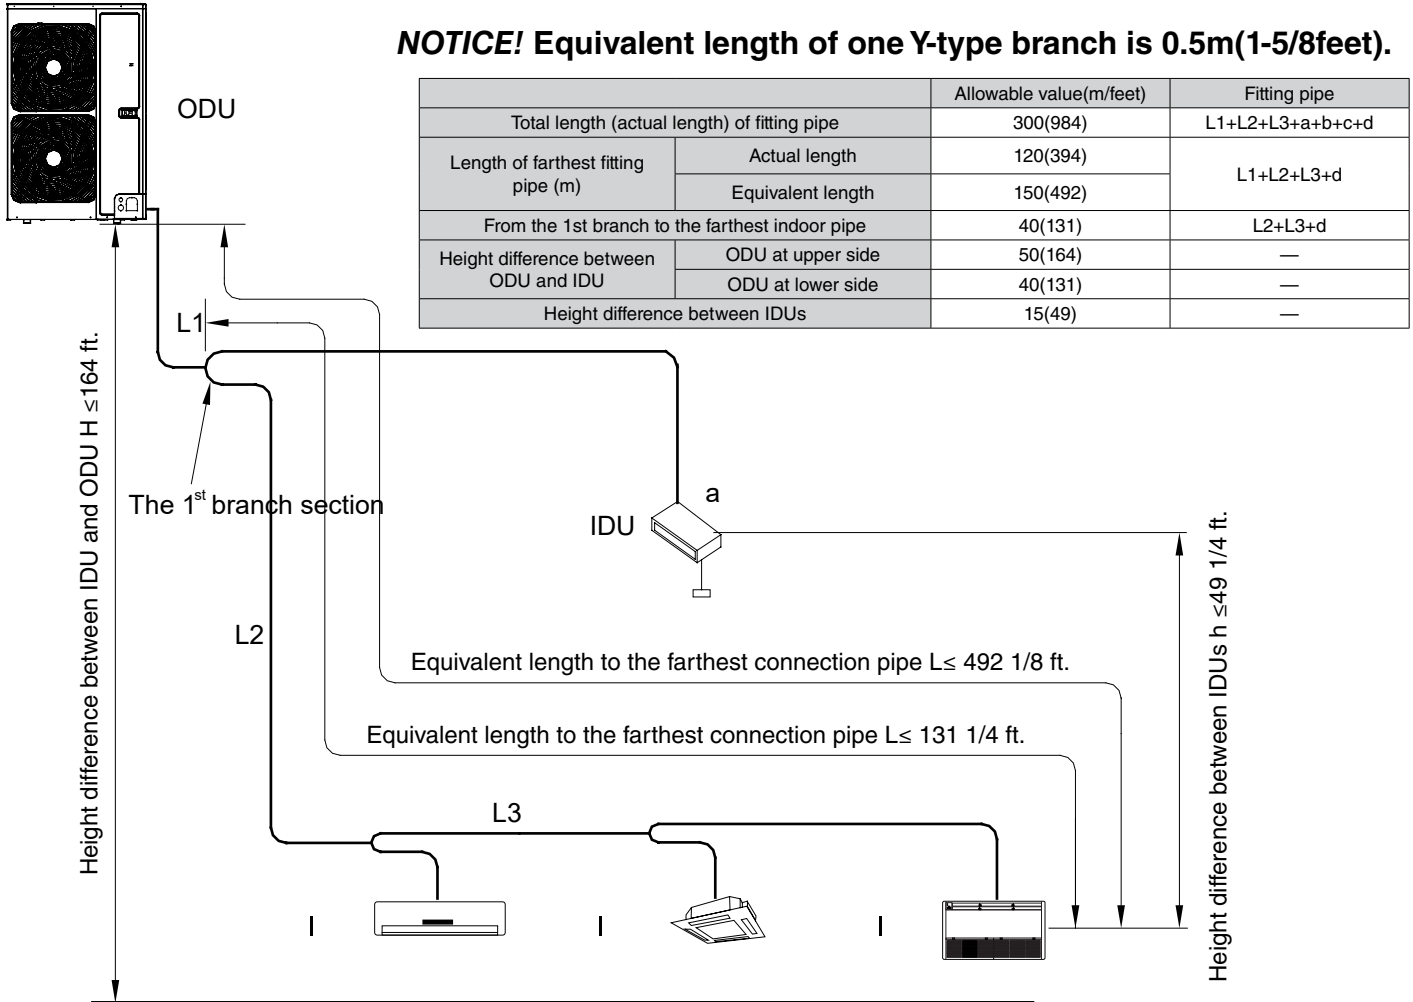 NOTICE! Equivalent length of one Y-type branch is 0.5m(1-5/8feet).
Allowable value(m/feet) Fitting pipe
Total length (actual length) of fitting pipe 300(984) L1+L2+L3+a+b+c+d
Length of farthest fitting pipe (m) Actual length 120(394) L1+L2+L3+d
Equivalent length 150(492)
From the 1st branch to the farthest indoor pipe 40(131) L2+L3+d
Height difference between ODU and IDU ODU at upper side 50(164) —
ODU at lower side 40(131) —
Height difference between IDUs 15(49) —
ODU
L1
The 1st branch section
Height difference between IDU and ODU H ≤164 ft.
a
IDU
L2
Equivalent length to the farthest connection pipe L≤ 492 1/8 ft.
Equivalent length to the farthest connection pipe L≤ 131 1/4 ft.
L3
Height difference between IDUs h ≤49 1/4 ft.